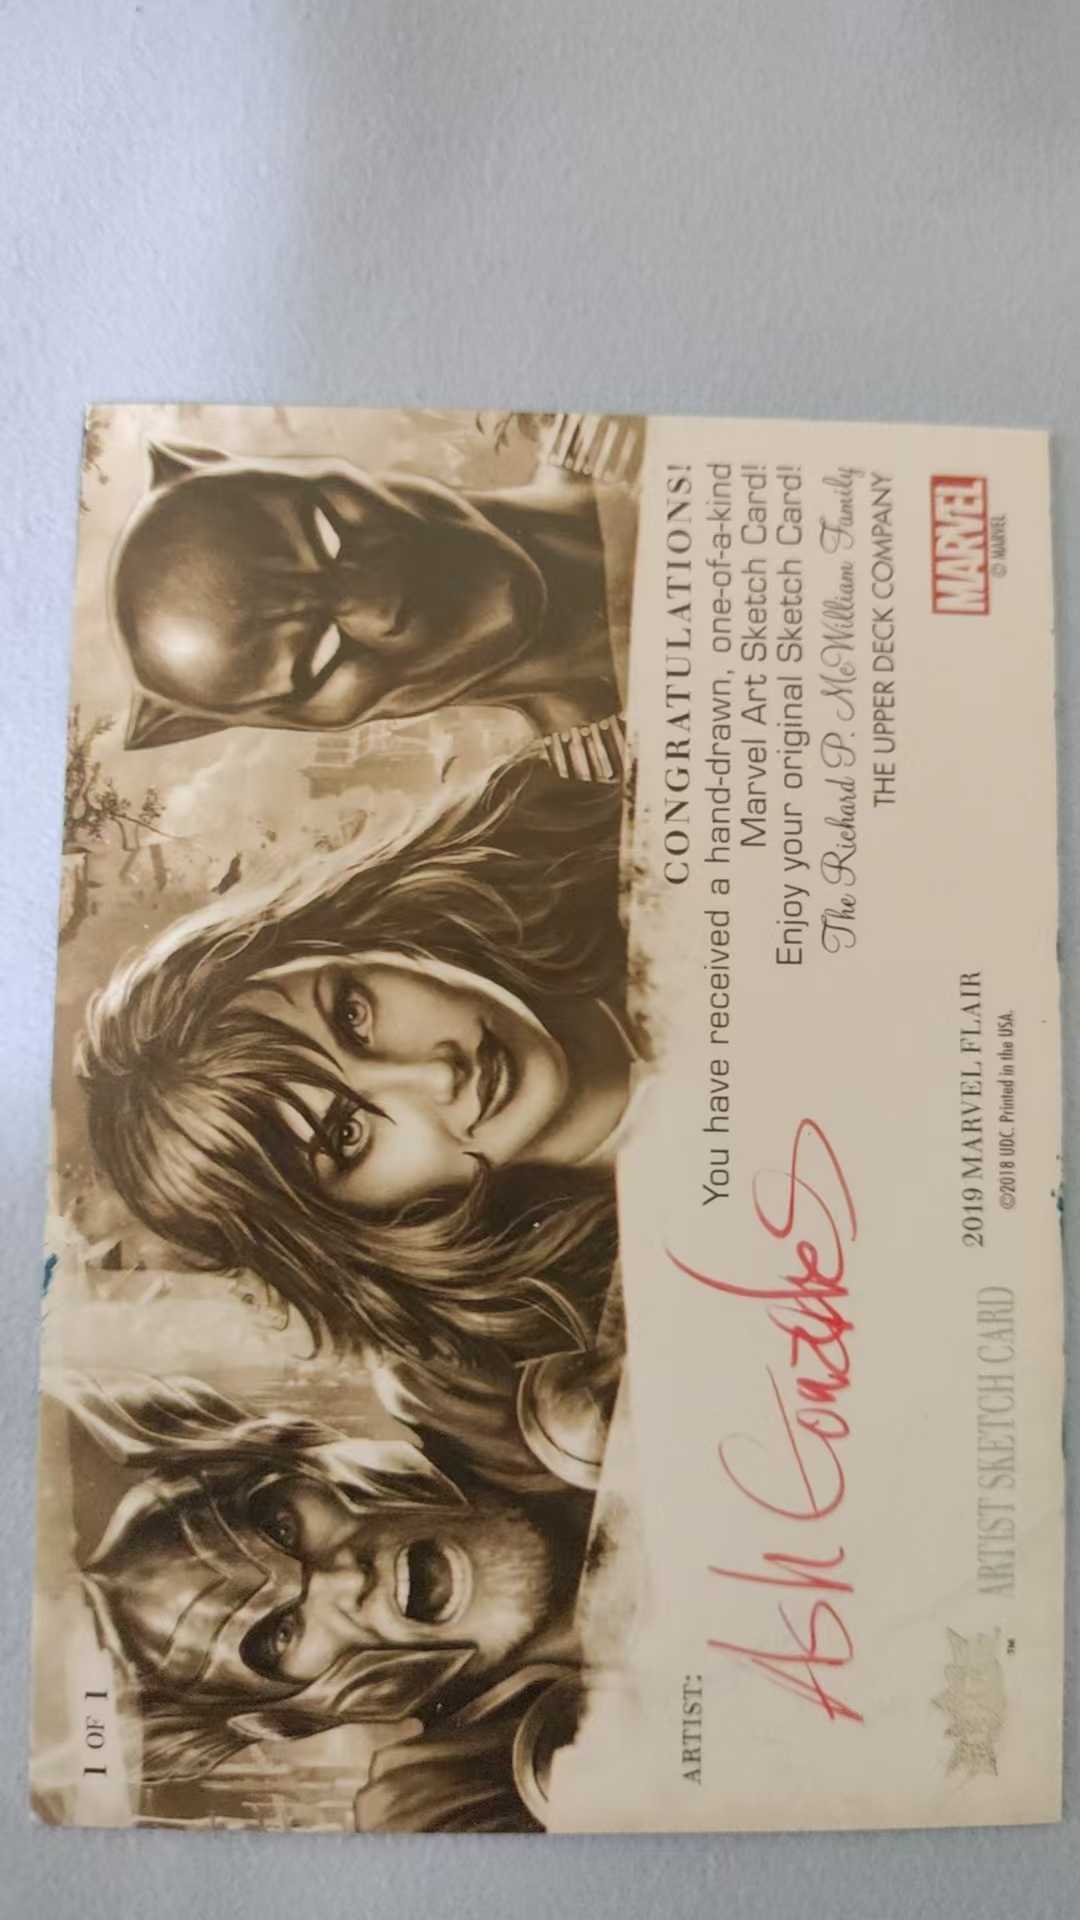 1 OF 1
CONGRATULATIONS!
You have received a hand-drawn, one-of-a-kind
Marvel Art Sketch Card!
Enjoy your original Sketch Card!
The Richard P. McWilliam Family
THE UPPER DECK COMPANY
ARTIST:
Ash Gonzales
MARVEL
© MARVEL
™
ARTIST SKETCH CARD
2019 MARVEL FLAIR
©2018 UDC. Printed in the USA.